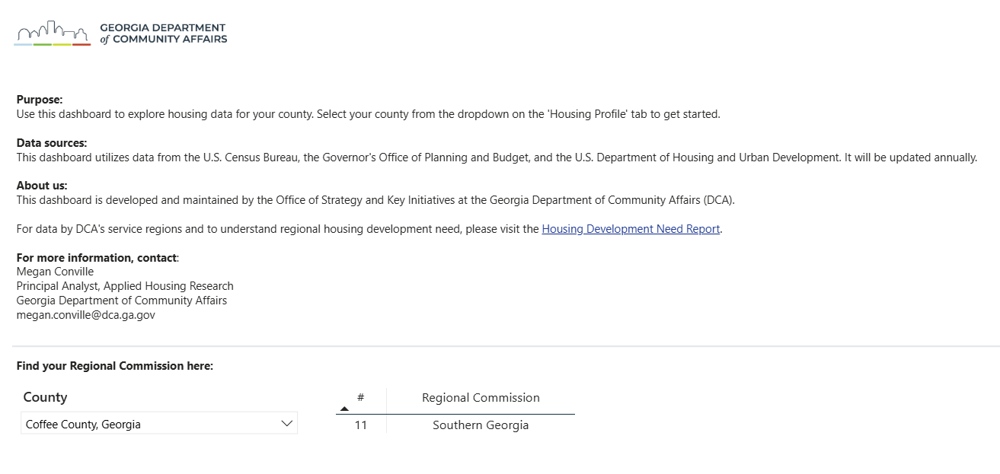 GEORGIA DEPARTMENT
of COMMUNITY AFFAIRS
Purpose:
Use this dashboard to explore housing data for your county. Select your county from the dropdown on the 'Housing Profile' tab to get started.
Data sources:
This dashboard utilizes data from the U.S. Census Bureau, the Governor's Office of Planning and Budget, and the U.S. Department of Housing and Urban Development. It will be updated annually.
About us:
This dashboard is developed and maintained by the Office of Strategy and Key Initiatives at the Georgia Department of Community Affairs (DCA).
For data by DCA's service regions and to understand regional housing development need, please visit the Housing Development Need Report.
For more information, contact:
Megan Conville
Principal Analyst, Applied Housing Research
Georgia Department of Community Affairs
megan.conville@dca.ga.gov
Find your Regional Commission here:
County
Coffee County, Georgia
# Regional Commission
11 Southern Georgia